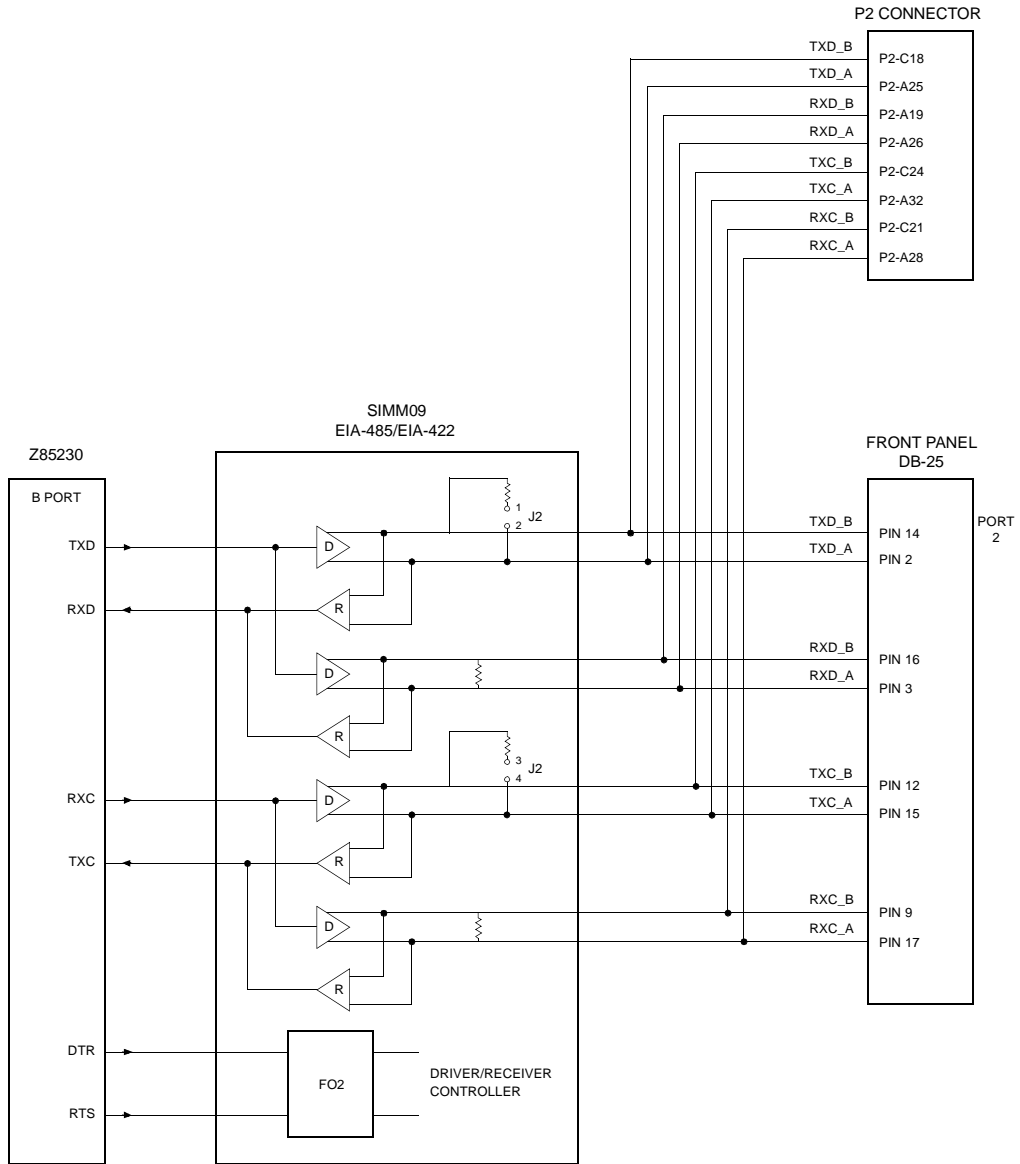 P2 CONNECTOR
TXD_B
P2-C18
TXD_A
P2-A25
RXD_B
P2-A19
RXD_A
P2-A26
TXC_B
P2-C24
TXC_A
P2-A32
RXC_B
P2-C21
RXC_A
P2-A28
SIMM09
EIA-485/EIA-422
Z85230
FRONT PANEL
DB-25
B PORT
1
J2
2
TXD
D
TXD_B
PIN 14
PORT
2
TXD_A
PIN 2
RXD
R
D
RXD_B
PIN 16
RXD_A
PIN 3
R
3
J2
4
RXC
D
TXC_B
PIN 12
TXC_A
PIN 15
TXC
R
D
RXC_B
PIN 9
RXC_A
PIN 17
R
DTR
FO2
DRIVER/RECEIVER
CONTROLLER
RTS